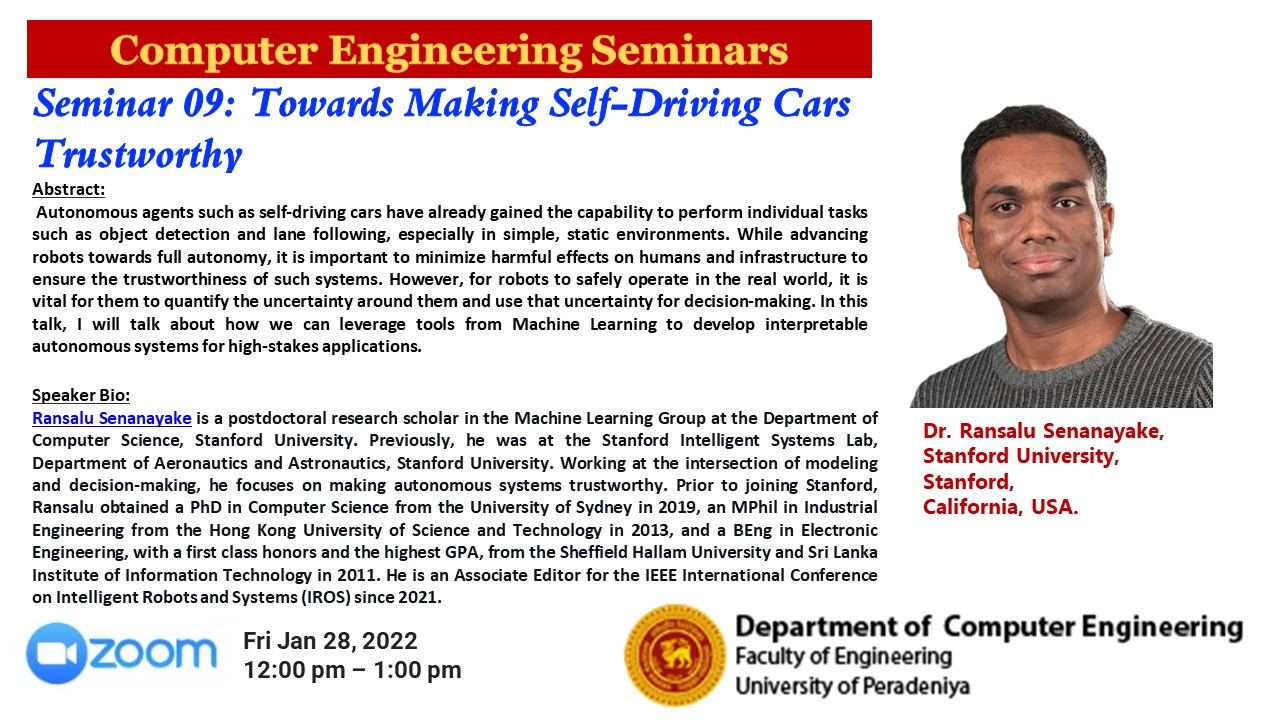 Computer Engineering Seminars
Seminar 09: Towards Making Self-Driving Cars
Trustworthy
Abstract:
Autonomous agents such as self-driving cars have already gained the capability to perform individual tasks
such as object detection and lane following, especially in simple, static environments. While advancing
robots towards full autonomy, it is important to minimize harmful effects on humans and infrastructure to
ensure the trustworthiness of such systems. However, for robots to safely operate in the real world, it is
vital for them to quantify the uncertainty around them and use that uncertainty for decision-making. In this
talk, I will talk about how we can leverage tools from Machine Learning to develop interpretable
autonomous systems for high-stakes applications.
Speaker Bio:
Ransalu Senanayake is a postdoctoral research scholar in the Machine Learning Group at the Department of
Computer Science, Stanford University. Previously, he was at the Stanford Intelligent Systems Lab,
Department of Aeronautics and Astronautics, Stanford University. Working at the intersection of modeling
and decision-making, he focuses on making autonomous systems trustworthy. Prior to joining Stanford,
Ransalu obtained a PhD in Computer Science from the University of Sydney in 2019, an MPhil in Industrial
Engineering from the Hong Kong University of Science and Technology in 2013, and a BEng in Electronic
Engineering, with a first class honors and the highest GPA, from the Sheffield Hallam University and Sri Lanka
Institute of Information Technology in 2011. He is an Associate Editor for the IEEE International Conference
on Intelligent Robots and Systems (IROS) since 2021.
Dr. Ransalu Senanayake,
Stanford University,
Stanford,
California, USA.
zoom
Fri Jan 28, 2022
12:00 pm – 1:00 pm
Department of Computer Engineering
Faculty of Engineering
University of Peradeniya